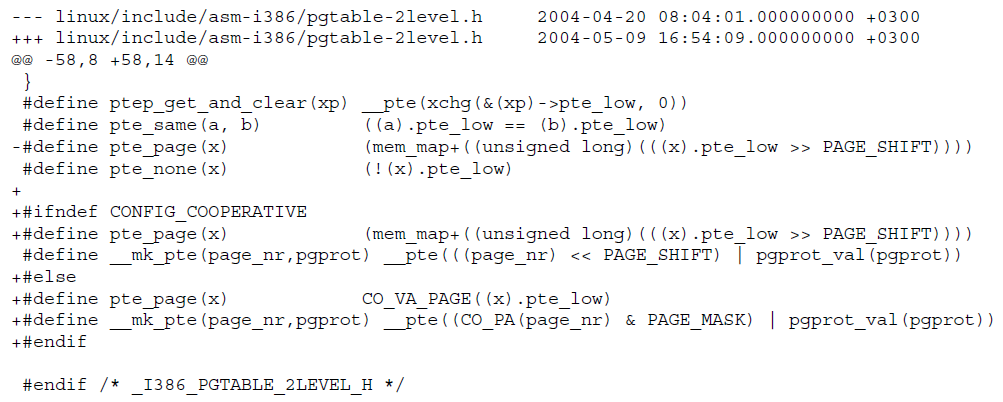 --- linux/include/asm-i386/pgtable-2level.h     2004-04-20 08:04:01.000000000 +0300
+++ linux/include/asm-i386/pgtable-2level.h     2004-05-09 16:54:09.000000000 +0300
@@ -58,8 +58,14 @@
 }
 #define ptep_get_and_clear(xp) __pte(xchg(&(xp)->pte_low, 0))
 #define pte_same(a, b)         ((a).pte_low == (b).pte_low)
-#define pte_page(x)            (mem_map+((unsigned long)(((x).pte_low >> PAGE_SHIFT))))
 #define pte_none(x)            (!(x).pte_low)
+
+#ifndef CONFIG_COOPERATIVE
+#define pte_page(x)            (mem_map+((unsigned long)(((x).pte_low >> PAGE_SHIFT))))
 #define __mk_pte(page_nr,pgprot) __pte(((page_nr) << PAGE_SHIFT) | pgprot_val(pgprot))
+#else
+#define pte_page(x)            CO_VA_PAGE((x).pte_low)
+#define __mk_pte(page_nr,pgprot) __pte((CO_PA(page_nr) & PAGE_MASK) | pgprot_val(pgprot))
+#endif

 #endif /* _I386_PGTABLE_2LEVEL_H */